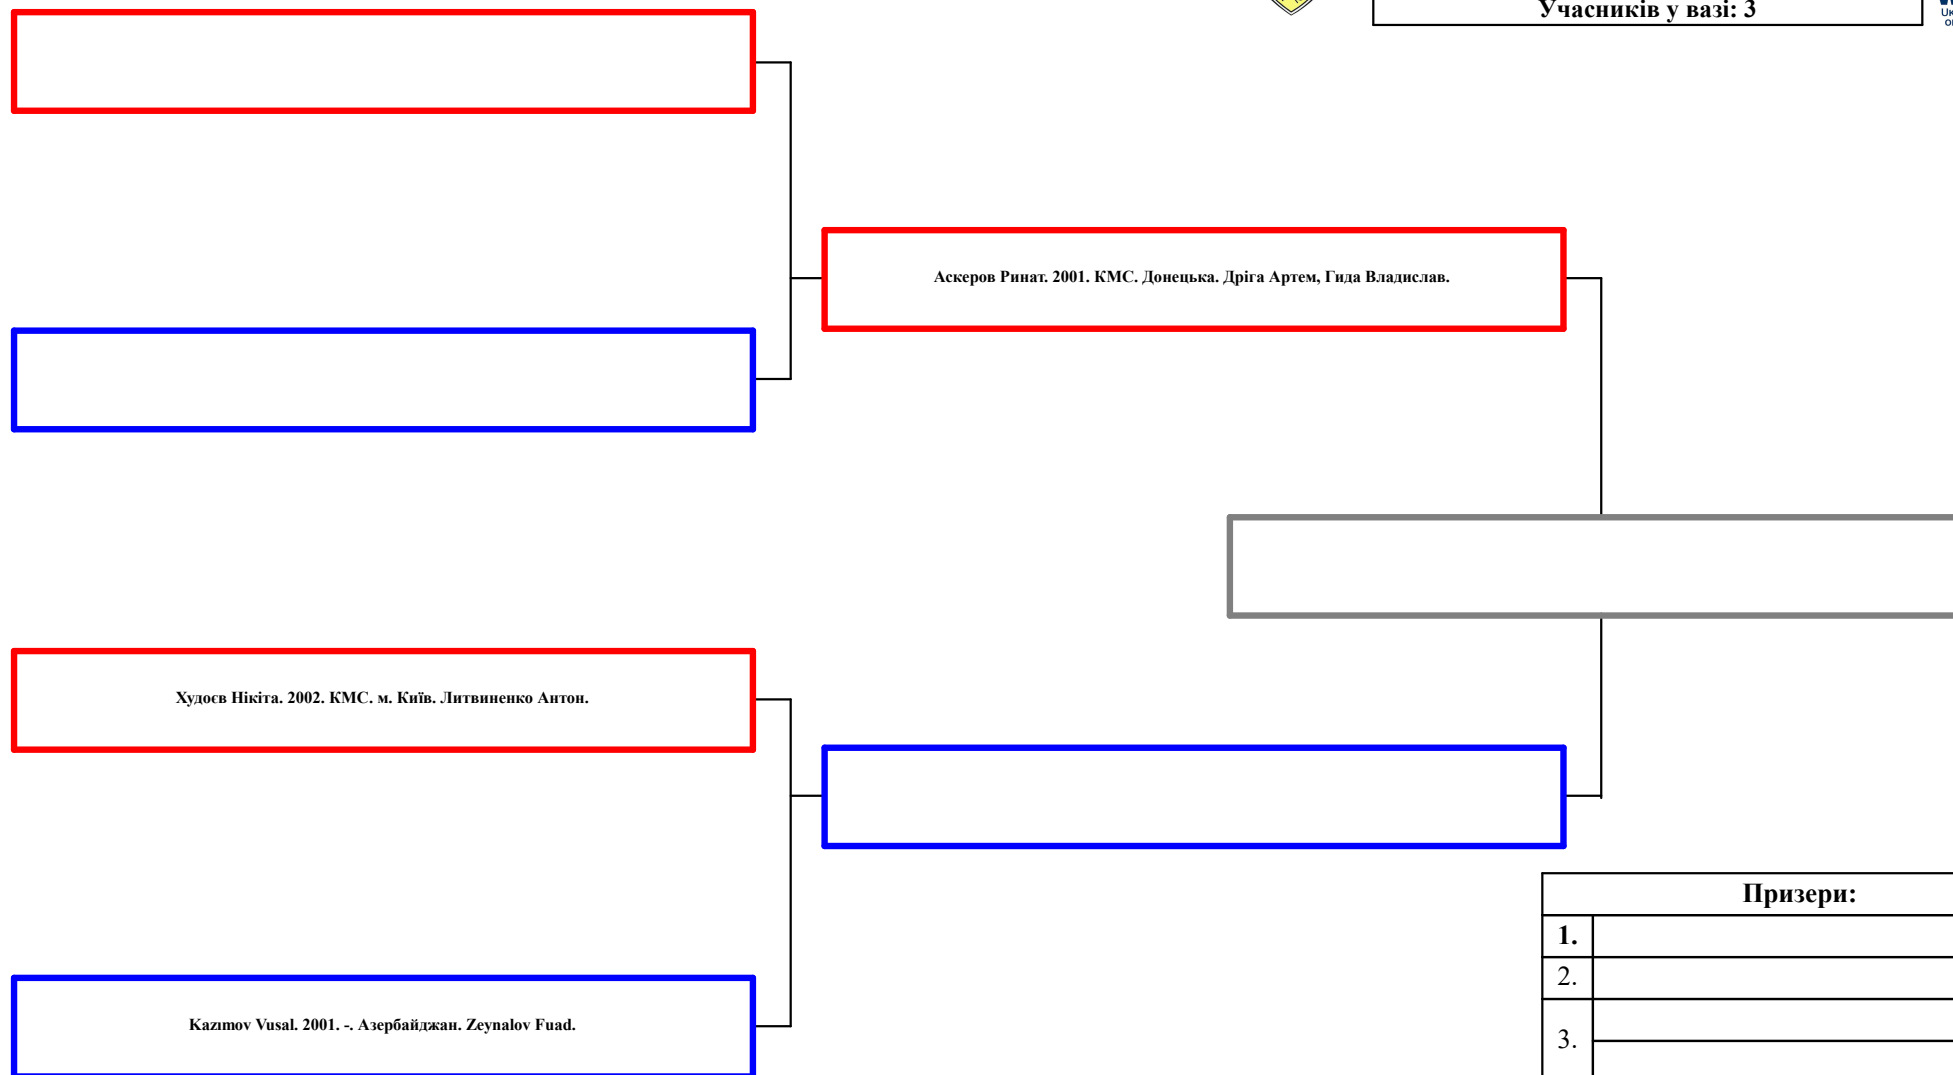 Учасників у вазі: 3
Аскеров Ринат. 2001. КМС. Донецька. Дріга Артем, Гида Владислав.
Худоєв Нікіта. 2002. КМС. м. Київ. Литвиненко Антон.
Kazımov Vusal. 2001. -. Азербайджан. Zeynalov Fuad.
Призери:
1.
2.
3.